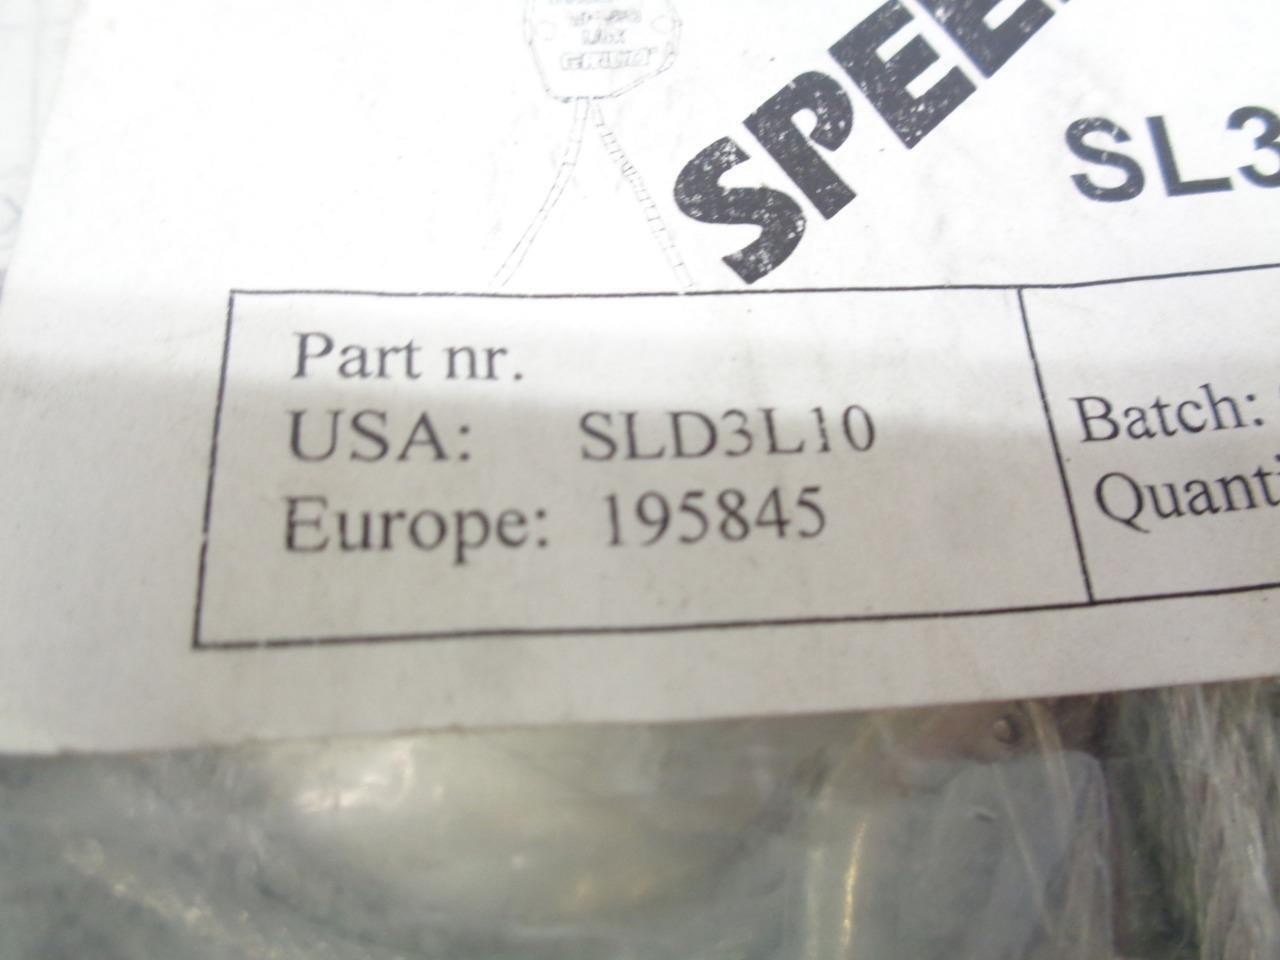 SPEE
SL3
Part nr.
USA: SLD3L10
Europe: 195845
Batch:
Quanti